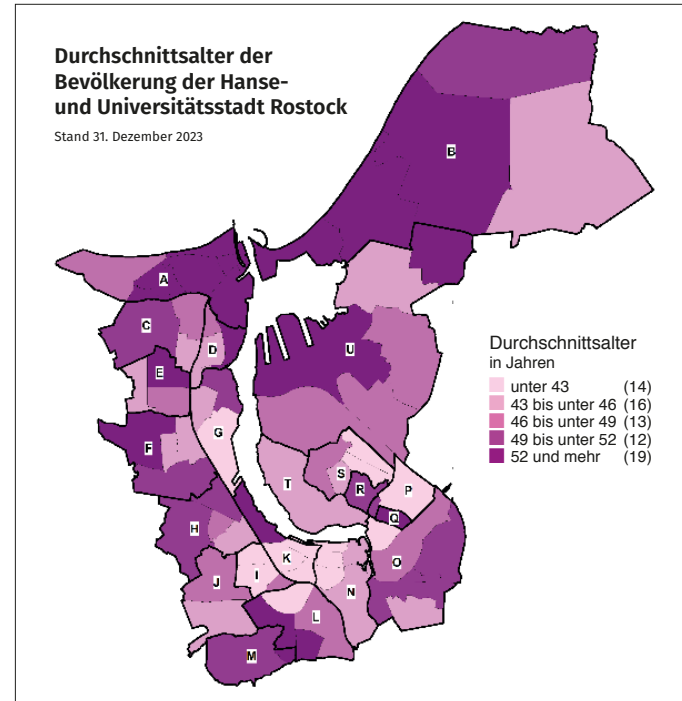 Durchschnittsalter der
Bevölkerung der Hanse-
und Universitätsstadt Rostock
Stand 31. Dezember 2023
B
A
C
D
U
E
F
G
T
S
R
P
Q
H
K
O
J
I
N
L
M
Durchschnittsalter
in Jahren
unter 43 (14)
43 bis unter 46 (16)
46 bis unter 49 (13)
49 bis unter 52 (12)
52 und mehr (19)